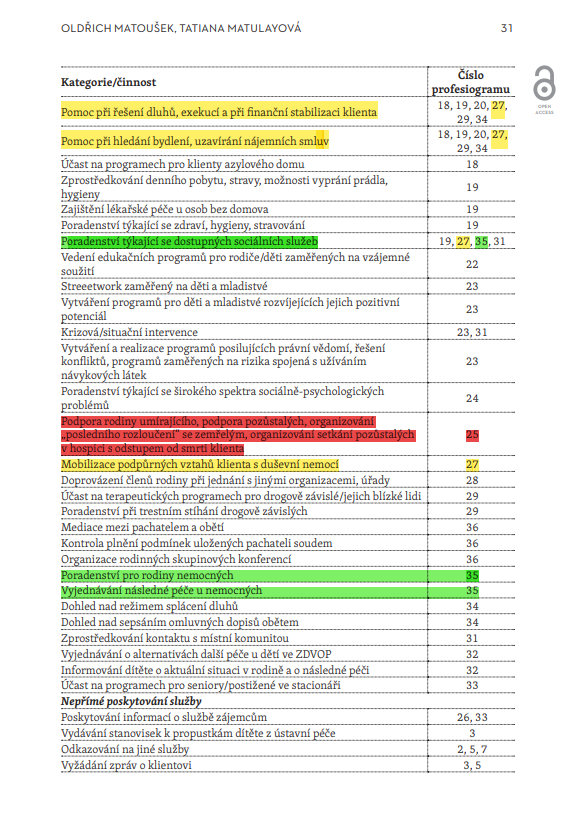 OLDŘICH MATOUŠEK, TATIANA MATULAYOVÁ 31
OPEN
ACCESS
Kategorie/činnost Číslo
profesiogramu
Pomoc při řešení dluhů, exekucí a při finanční stabilizaci klienta 18, 19, 20, 27,
29, 34
Pomoc při hledání bydlení, uzavírání nájemních smluv 18, 19, 20, 27,
29, 34
Účast na programech pro klienty azylového domu 18
Zprostředkování denního pobytu, stravy, možnosti vyprání prádla,
hygieny 19
Zajištění lékařské péče u osob bez domova 19
Poradenství týkající se zdraví, hygieny, stravování 19
Poradenství týkající se dostupných sociálních služeb 19, 27, 35, 31
Vedení edukačních programů pro rodiče/děti zaměřených na vzájemné
soužití 22
Streeetwork zaměřený na děti a mladistvé 23
Vytváření programů pro děti a mladistvé rozvíjejících jejich pozitivní
potenciál 23
Krizová/situační intervence 23, 31
Vytváření a realizace programů posilujících právní vědomí, řešení
konfliktů, programů zaměřených na rizika spojená s užíváním
návykových látek 23
Poradenství týkající se širokého spektra sociálně-psychologických
problémů 24
Podpora rodiny umírajícího, podpora pozůstalých, organizování
„posledního rozloučení“ se zemřelým, organizování setkání pozůstalých
v hospici s odstupem od smrti klienta 25
Mobilizace podpůrných vztahů klienta s duševní nemocí 27
Doprovázení členů rodiny při jednání s jinými organizacemi, úřady 28
Účast na terapeutických programech pro drogově závislé/jejich blízké lidi 29
Poradenství při trestním stíhání drogově závislých 29
Mediace mezi pachatelem a obětí 36
Kontrola plnění podmínek uložených pachateli soudem 36
Organizace rodinných skupinových konferencí 36
Poradenství pro rodiny nemocných 35
Vyjednávání následné péče u nemocných 35
Dohled nad režimem splácení dluhů 34
Dohled nad sepsáním omluvných dopisů obětem 34
Zprostředkování kontaktu s místní komunitou 31
Vyjednávání o alternativách další péče u dětí ve ZDVOP 32
Informování dítěte o aktuální situaci v rodině a o následné péči 32
Účast na programech pro seniory/postižené ve stacionáři 33
Nepřímé poskytování služby
Poskytování informací o službě zájemcům 26, 33
Vydávání stanovisek k propustkám dítěte z ústavní péče 3
Odkazování na jiné služby 2, 5, 7
Vyžádání zpráv o klientovi 3, 5